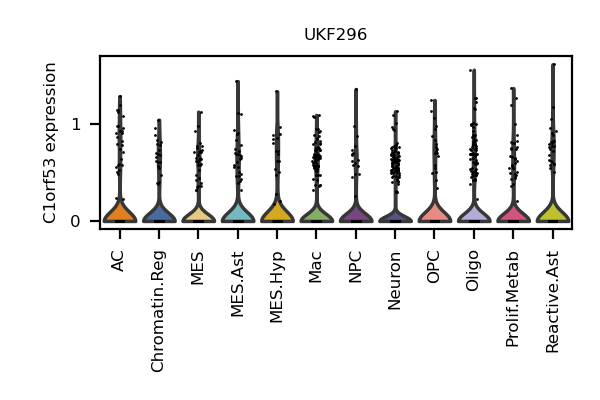 UKF296
C1orf53 expression
1
0
AC
Chromatin.Reg
MES
MES.Ast
MES.Hyp
Mac
NPC
Neuron
OPC
Oligo
Prolif.Metab
Reactive.Ast